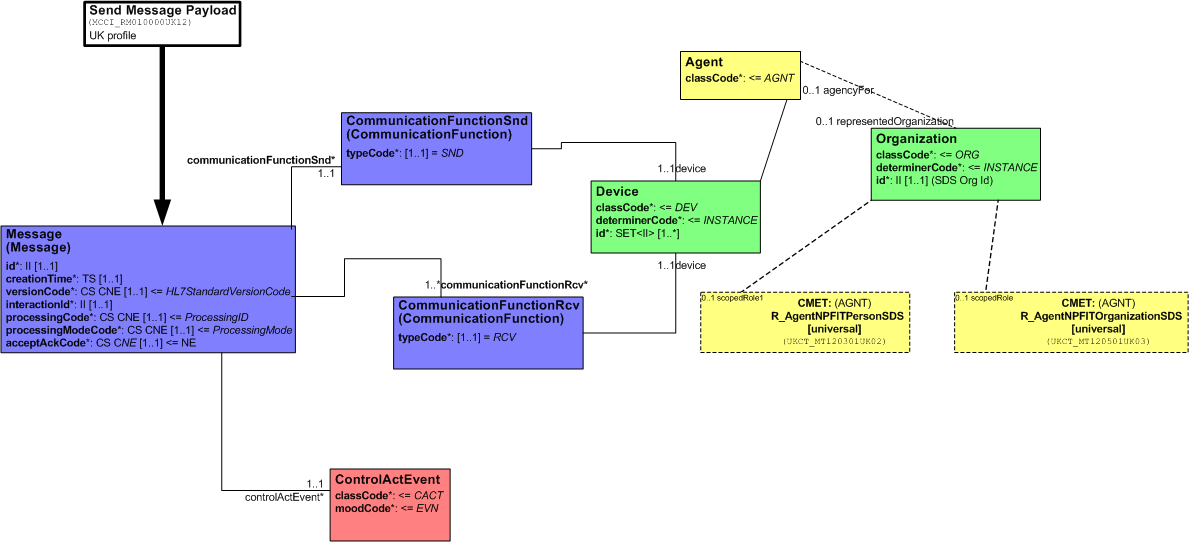 Send Message Payload
(MCCI_RM010000UK12)
UK profile
Agent
classCode*: <= AGNT
0..1 agencyFor
0..1 representedOrganization
CommunicationFunctionSnd
(CommunicationFunction)
typeCode*: [1..1] = SND
communicationFunctionSnd*
1..1
1..1device
Organization
classCode*: <= ORG
determinerCode*: <= INSTANCE
id*: II [1..1] (SDS Org Id)
Device
classCode*: <= DEV
determinerCode*: <= INSTANCE
id*: SET<II> [1..*]
1..1device
Message
(Message)
id*: II [1..1]
creationTime*: TS [1..1]
versionCode*: CS CNE [1..1] <= HL7StandardVersionCode
interactionId*: II [1..1]
processingCode*: CS CNE [1..1] <= ProcessingID
processingModeCode*: CS CNE [1..1] <= ProcessingMode
acceptAckCode*: CS CNE [1..1] <= NE
1..*communicationFunctionRcv*
CommunicationFunctionRcv
(CommunicationFunction)
typeCode*: [1..1] = RCV
0..1 scopedRole1
CMET: (AGNT)
R_AgentNPFITPersonSDS
[universal]
(UKCT_MT120301UK02)
0..1 scopedRole
CMET: (AGNT)
R_AgentNPFITOrganizationSDS
[universal]
(UKCT_MT120501UK03)
1..1
controlActEvent*
ControlActEvent
classCode*: <= CACT
moodCode*: <= EVN